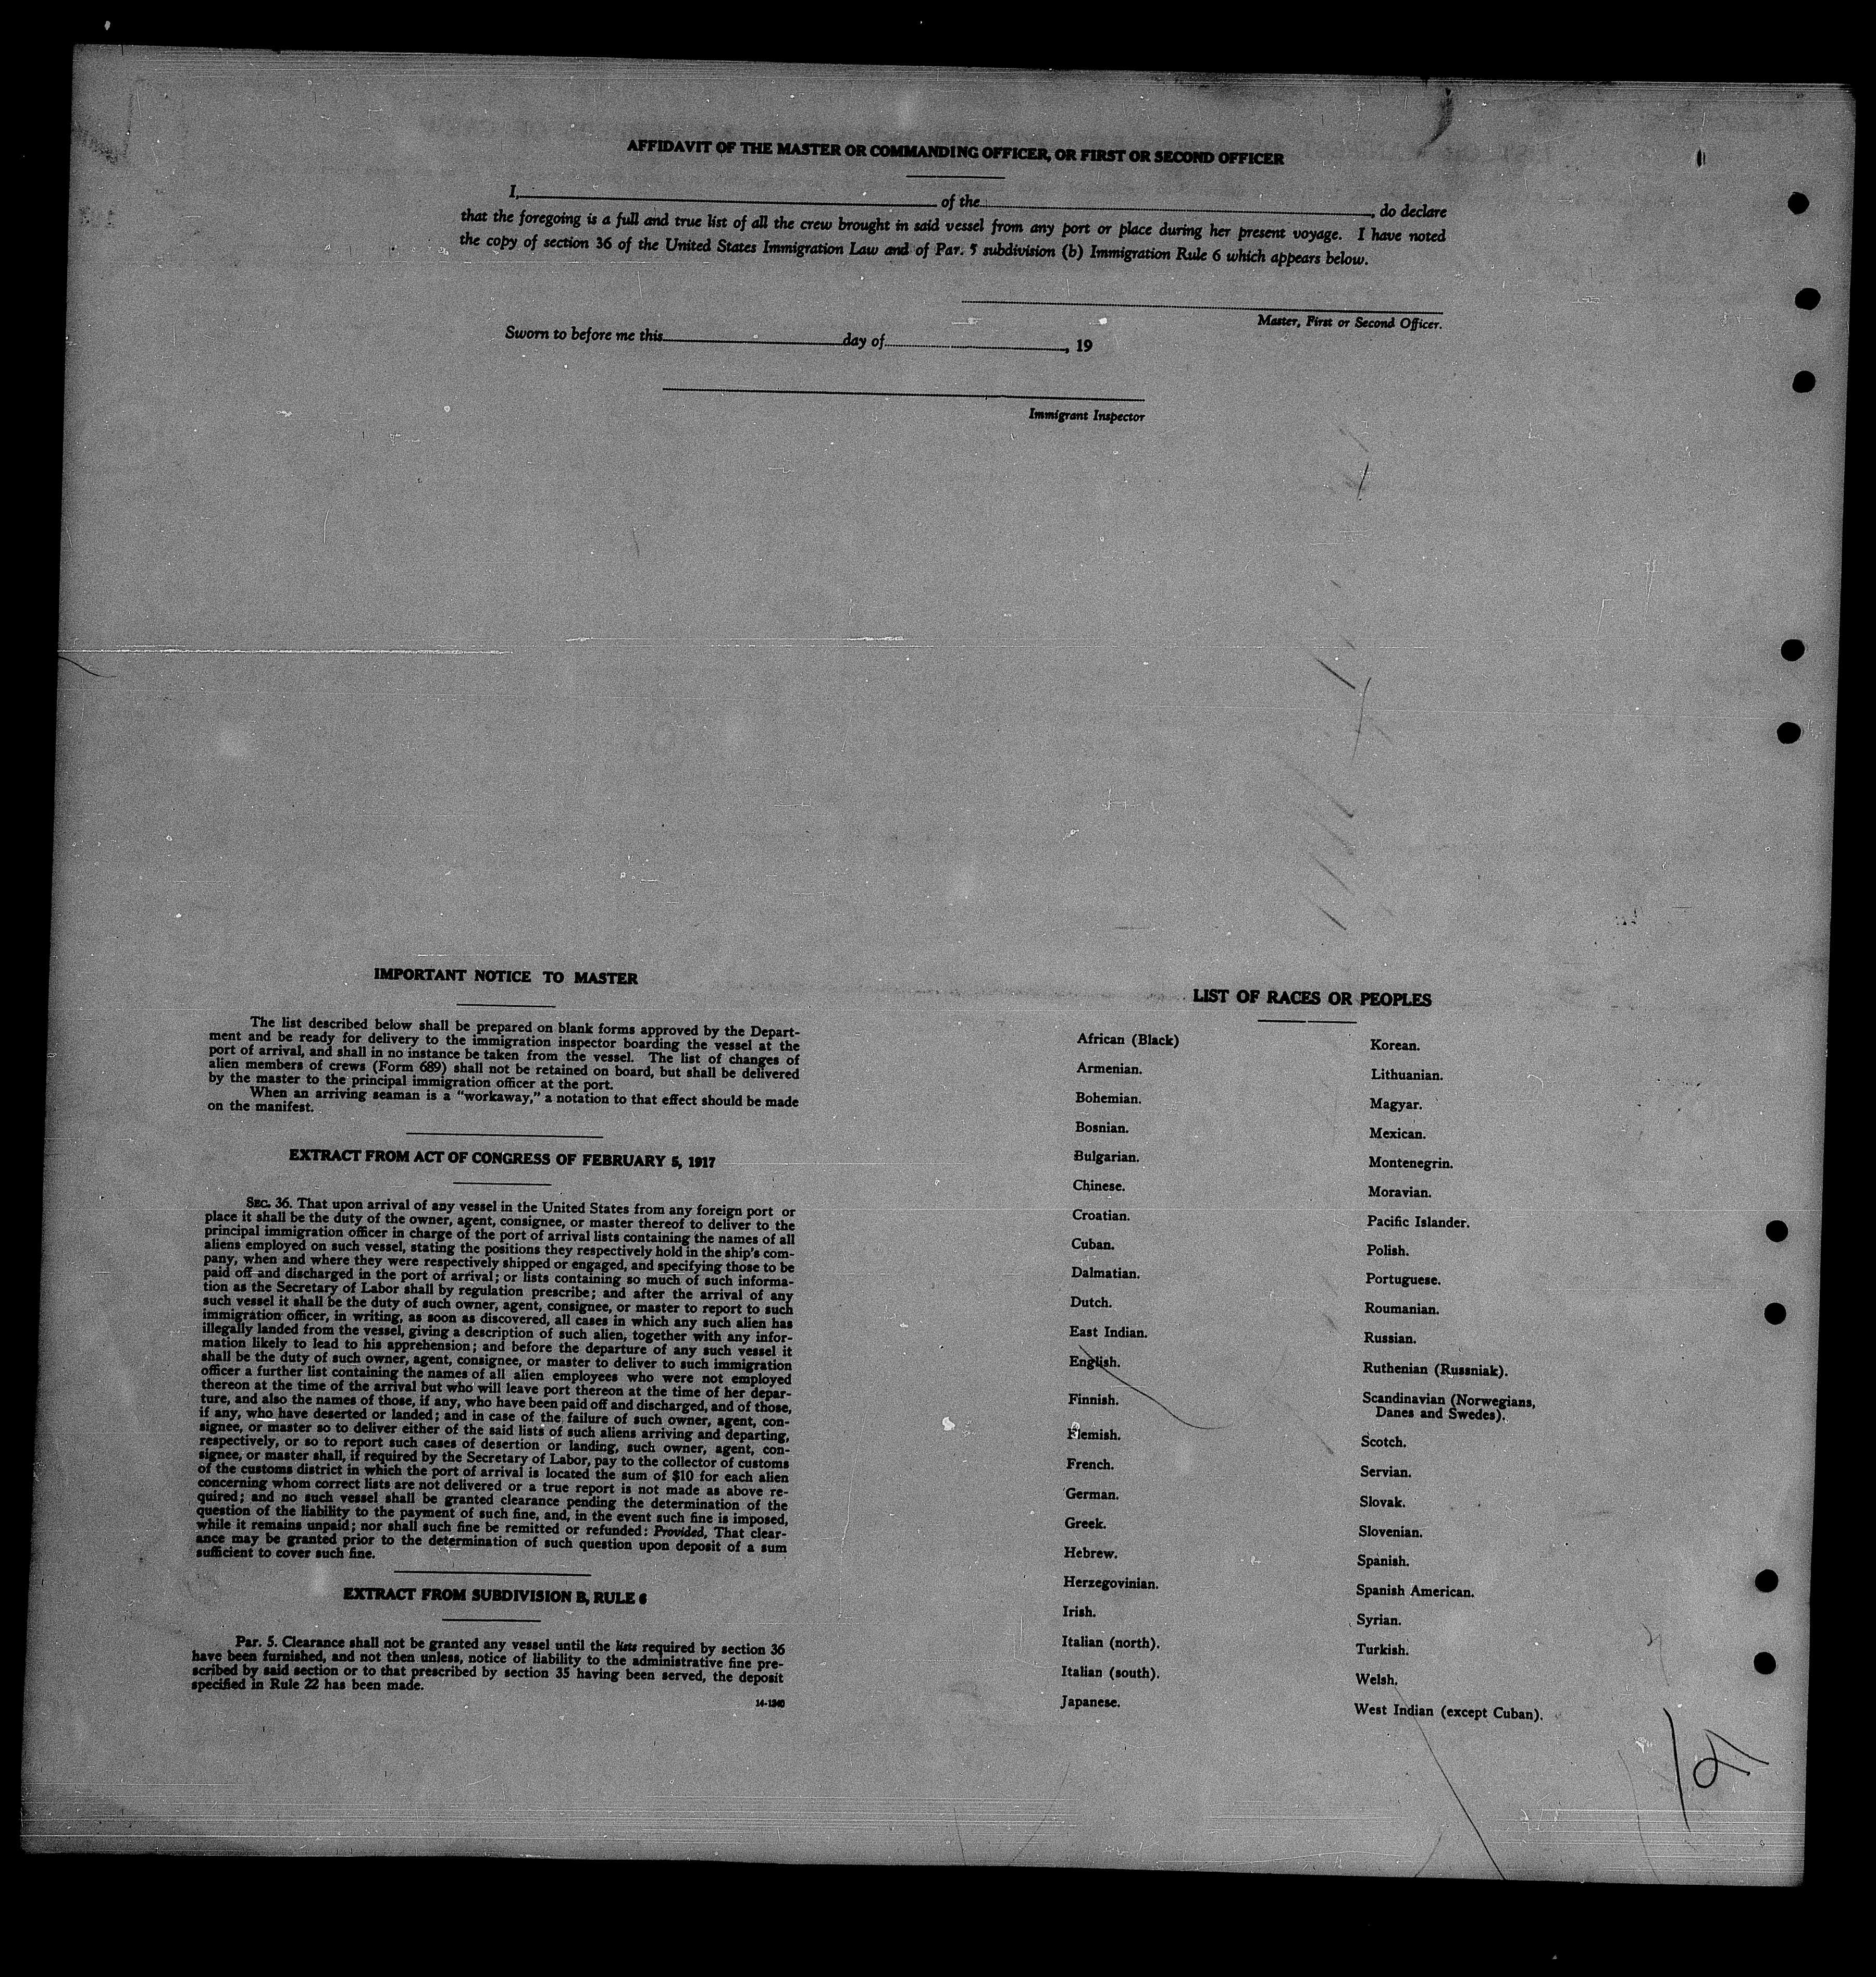 AFFIDAVIT OF THE MASTER OR COMMANDING OFFICER, OR FIRST OR SECOND OFFICER
I, of the , do declare
that the foregoing is a full and true list of all the crew brought in said vessel from any port or place during her present voyage. I have noted
the copy of section 36 of the United States Immigration Law and of Par. 5 subdivision (b) Immigration Rule 6 which appears below.
Master, First or Second Officer.
Sworn to before me this day of , 19
Immigrant Inspector
IMPORTANT NOTICE TO MASTER
The list described below shall be prepared on blank forms approved by the Depart-
ment and be ready for delivery to the immigration inspector boarding the vessel at the
port of arrival, and shall in no instance be taken from the vessel. The list of changes of
alien members of crews (Form 689) shall not be retained on board, but shall be delivered
by the master to the principal immigration officer at the port.
When an arriving seaman is a "workaway," a notation to that effect should be made
on the manifest.
EXTRACT FROM ACT OF CONGRESS OF FEBRUARY 5, 1917
SEC. 36. That upon arrival of any vessel in the United States from any foreign port or
place it shall be the duty of the owner, agent, consignee, or master thereof to deliver to the
principal immigration officer in charge of the port of arrival lists containing the names of all
aliens employed on such vessel, stating the positions they respectively hold in the ship's com-
pany, when and where they were respectively shipped or engaged, and specifying those to be
paid off and discharged in the port of arrival; or lists containing so much of such informa-
tion as the Secretary of Labor shall by regulation prescribe; and after the arrival of any
such vessel it shall be the duty of such owner, agent, consignee, or master to report to such
immigration officer, in writing, as soon as discovered, all cases in which any such alien has
illegally landed from the vessel, giving a description of such alien, together with any infor-
mation likely to lead to his apprehension; and before the departure of any such vessel it
shall be the duty of such owner, agent, consignee, or master to deliver to such immigration
officer a further list containing the names of all alien employees who were not employed
thereon at the time of the arrival but who will leave port thereon at the time of her depar-
ture, and also the names of those, if any, who have been paid off and discharged, and of those,
if any, who have deserted or landed; and in case of the failure of such owner, agent, con-
signee, or master so to deliver either of the said lists of such aliens arriving and departing,
respectively, or so to report such cases of desertion or landing, such owner, agent, con-
signee, or master shall, if required by the Secretary of Labor, pay to the collector of customs
of the customs district in which the port of arrival is located the sum of $10 for each alien
concerning whom correct lists are not delivered or a true report is not made as above re-
quired; and no such vessel shall be granted clearance pending the determination of the
question of the liability to the payment of such fine, and, in the event such fine is imposed,
while it remains unpaid; nor shall such fine be remitted or refunded: Provided, That clear-
ance may be granted prior to the determination of such question upon deposit of a sum
sufficient to cover such fine.
EXTRACT FROM SUBDIVISION B, RULE 6
Par. 5. Clearance shall not be granted any vessel until the lists required by section 36
have been furnished, and not then unless, notice of liability to the administrative fine pre-
scribed by said section or to that prescribed by section 35 having been served, the deposit
specified in Rule 22 has been made.
14-1240
LIST OF RACES OR PEOPLES
African (Black)
Armenian.
Bohemian.
Bosnian.
Bulgarian.
Chinese.
Croatian.
Cuban.
Dalmatian.
Dutch.
East Indian.
English.
Finnish.
Flemish.
French.
German.
Greek.
Hebrew.
Herzegovinian.
Irish.
Italian (north).
Italian (south).
Japanese.
Korean.
Lithuanian.
Magyar.
Mexican.
Montenegrin.
Moravian.
Pacific Islander.
Polish.
Portuguese.
Roumanian.
Russian.
Ruthenian (Russniak).
Scandinavian (Norwegians,
Danes and Swedes).
Scotch.
Servian.
Slovak.
Slovenian.
Spanish.
Spanish American.
Syrian.
Turkish.
Welsh.
West Indian (except Cuban).